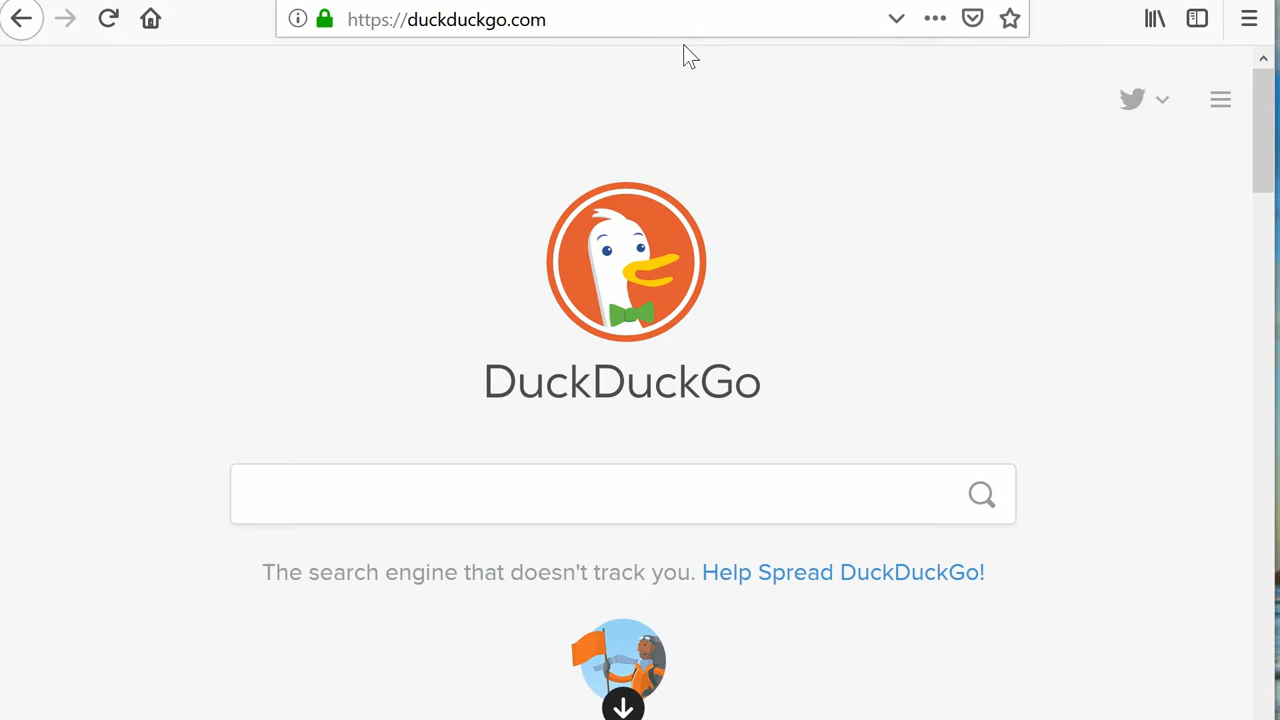 https://duckduckgo.com
DuckDuckGo
The search engine that doesn't track you. Help Spread DuckDuckGo!